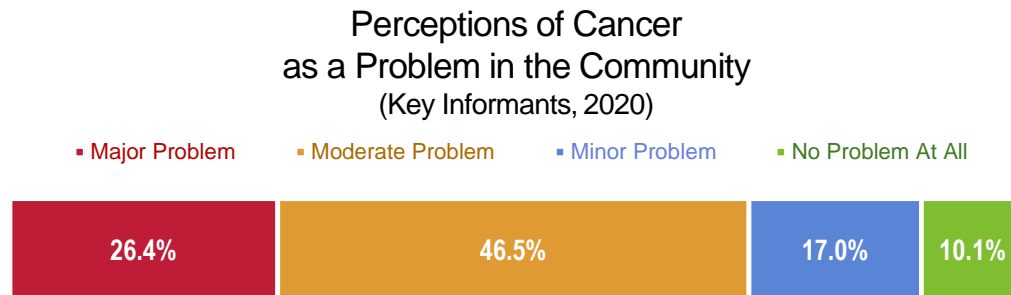 Perceptions of Cancer
as a Problem in the Community
(Key Informants, 2020)
Major Problem Moderate Problem Minor Problem No Problem At All
26.4% 46.5% 17.0% 10.1%